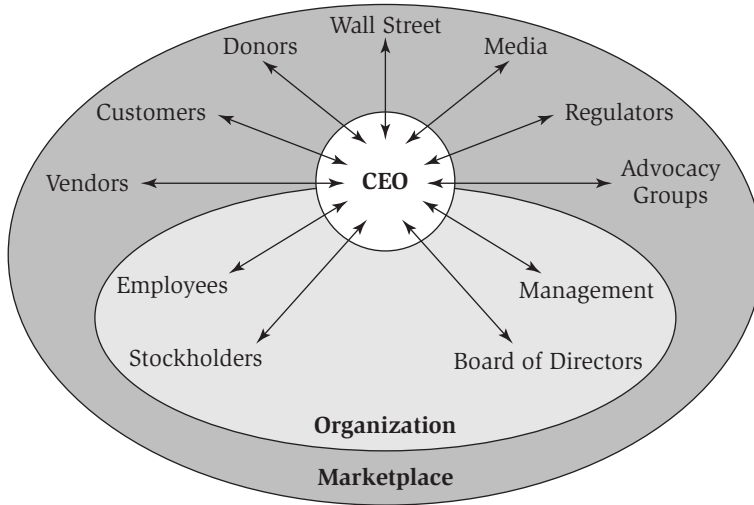 Wall Street
Donors
Media
Customers
Regulators
Vendors
CEO
Advocacy
Groups
Employees
Management
Stockholders
Board of Directors
Organization
Marketplace